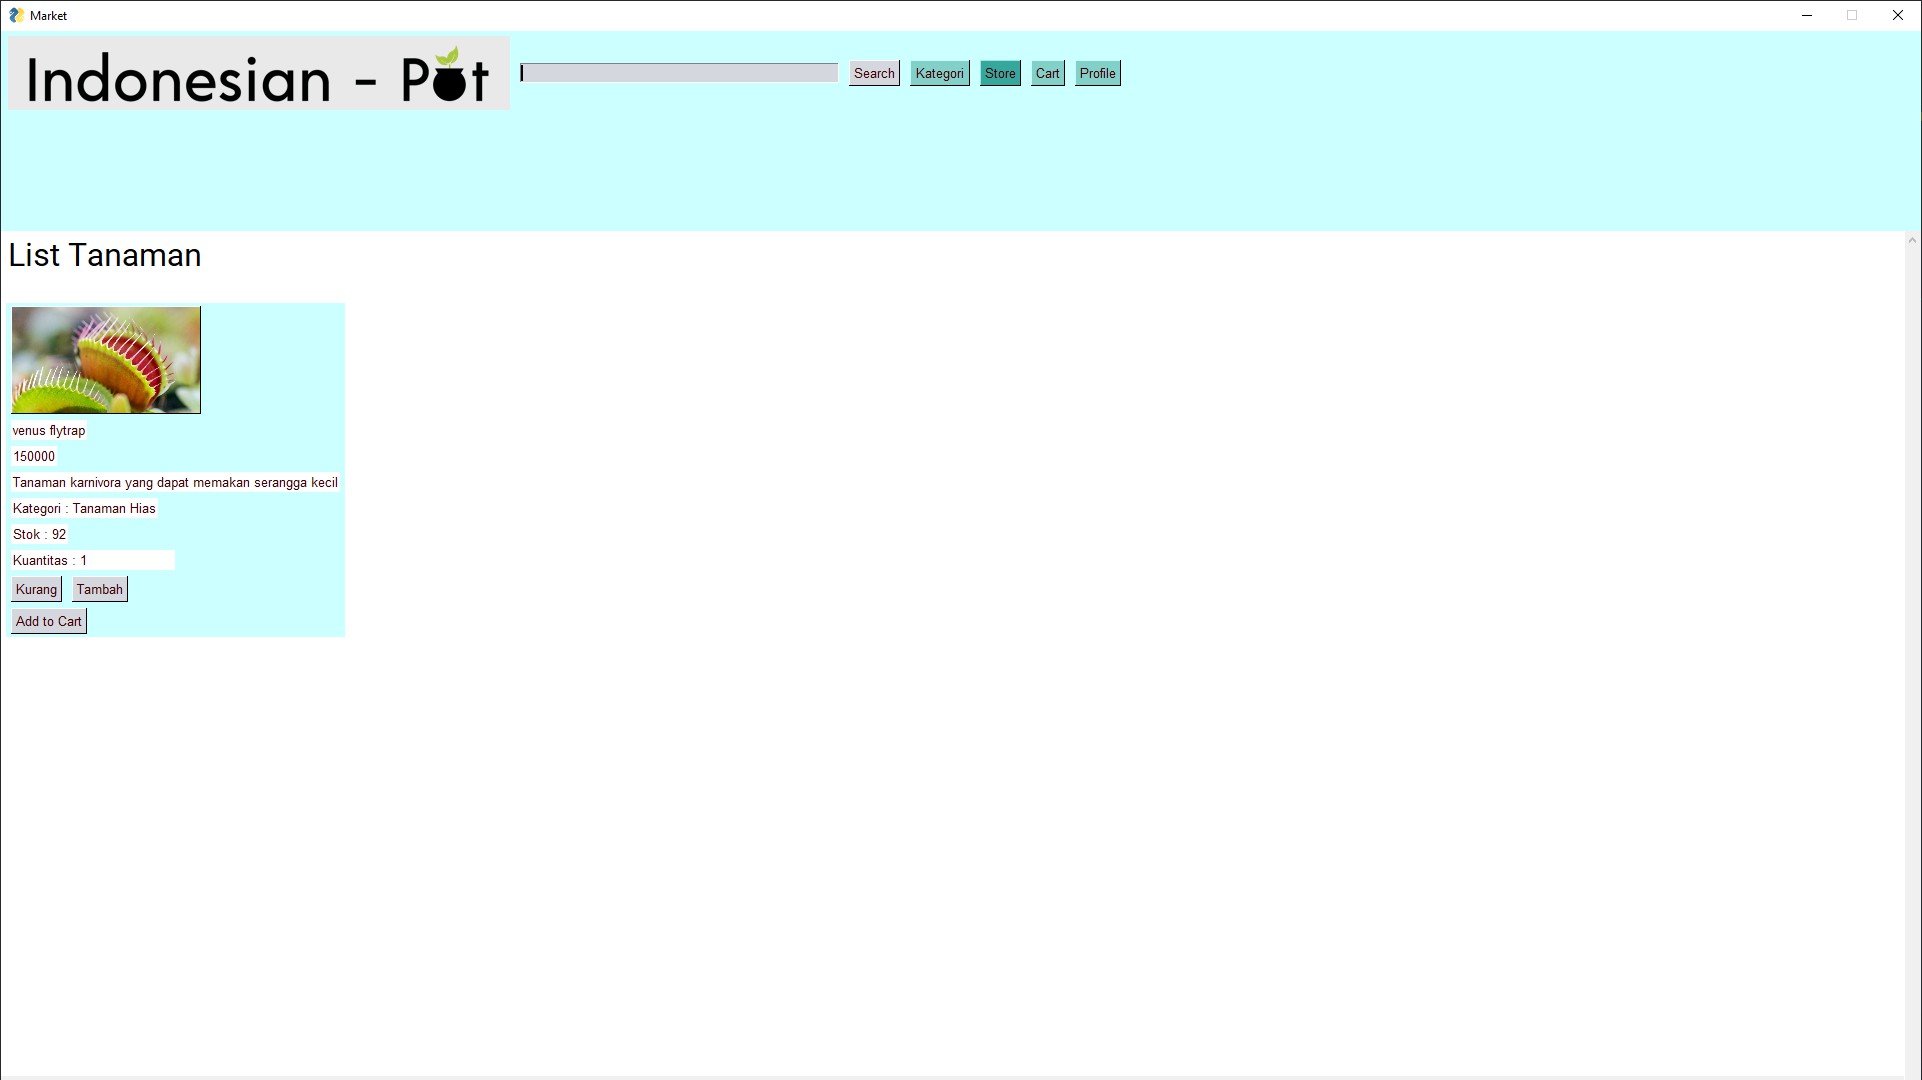 Market
Indonesian - Pot
Search Kategori Store Cart Profile
List Tanaman
venus flytrap
150000
Tanaman karnivora yang dapat memakan serangga kecil
Kategori : Tanaman Hias
Stok : 92
Kuantitas : 1
Kurang Tambah
Add to Cart